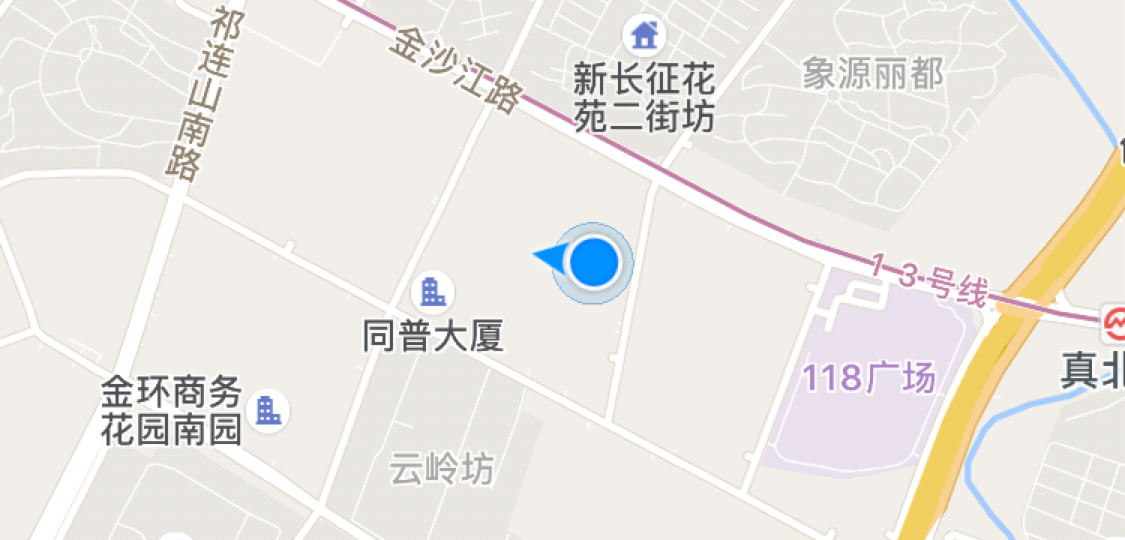 祁连山南路
金沙江路
新长征花
苑二街坊
象源丽都
13号线
同普大厦
118广场
真北
金环商务
花园南园
云岭坊